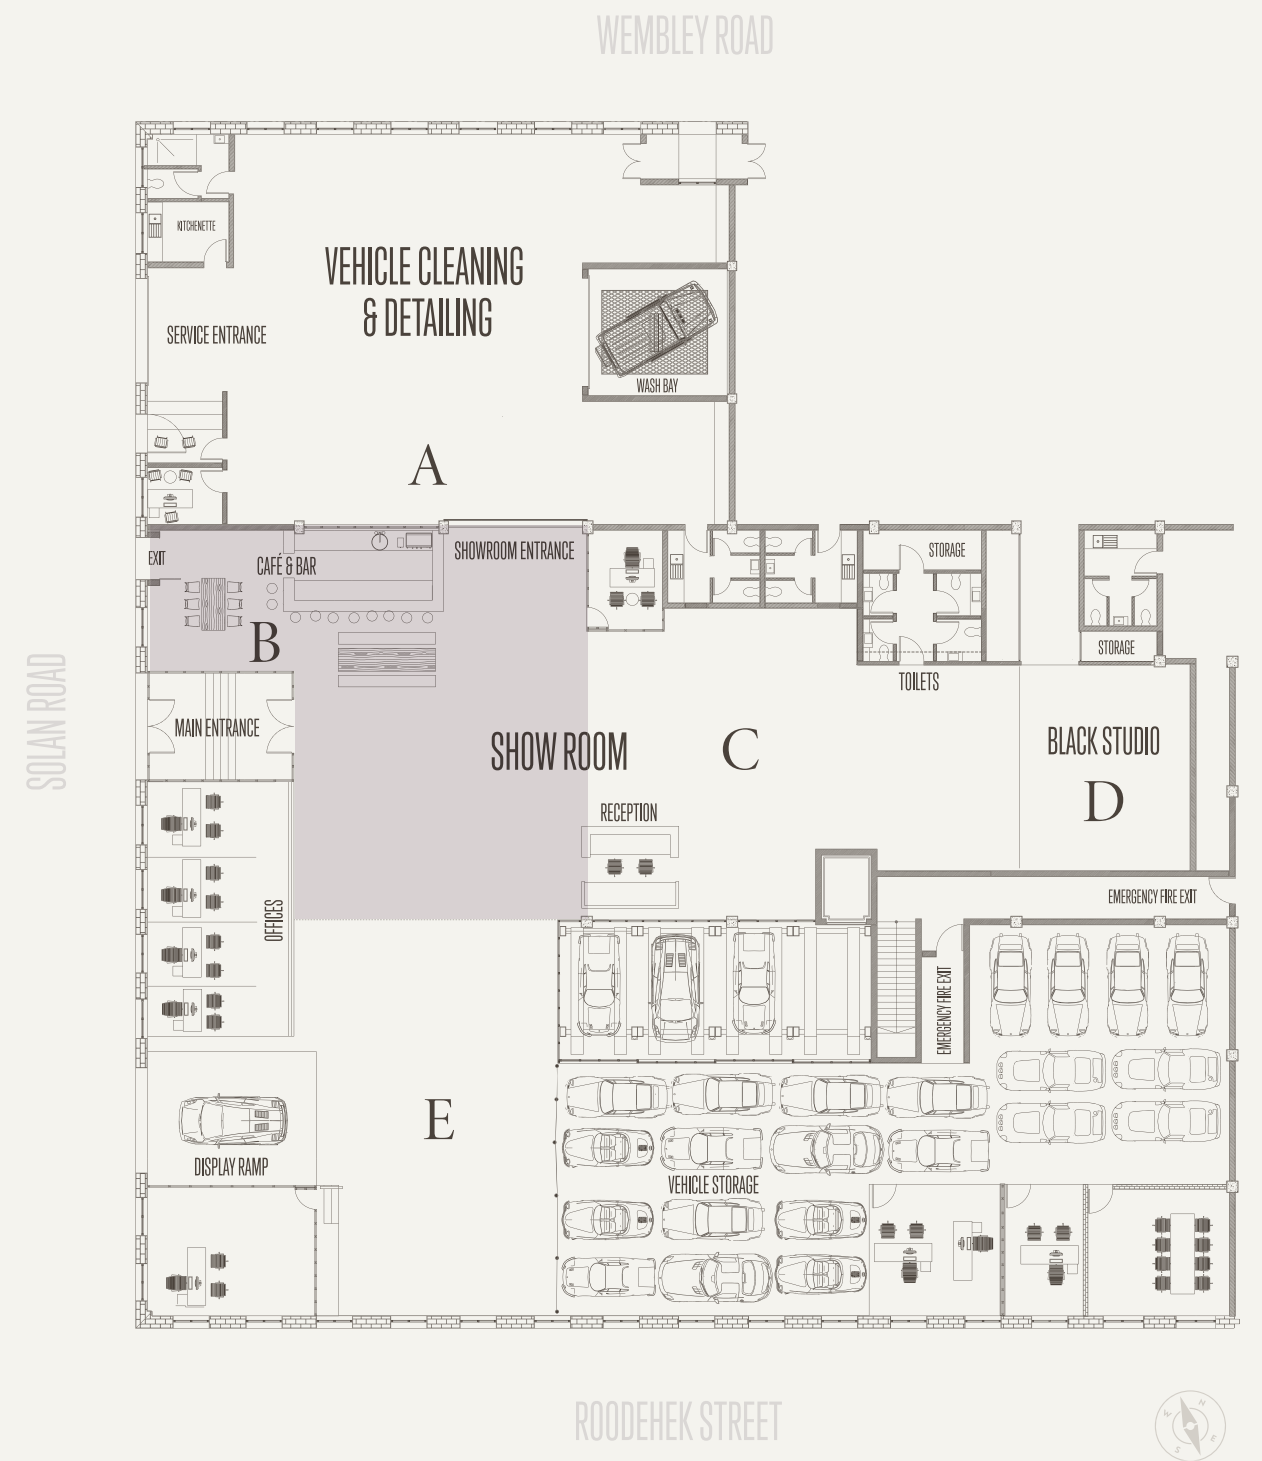 WEMBLEY ROAD
KITCHENETTE
VEHICLE CLEANING
& DETAILING
SERVICE ENTRANCE
WASH BAY
A
EXIT
CAFÉ & BAR
SHOWROOM ENTRANCE
STORAGE
B
STORAGE
TOILETS
SOLAN ROAD
MAIN ENTRANCE
SHOW ROOM
C
BLACK STUDIO
D
RECEPTION
OFFICES
EMERGENCY FIRE EXIT
EMERGENCY FIRE EXIT
E
DISPLAY RAMP
VEHICLE STORAGE
ROODEHEK STREET
N
W
E
S